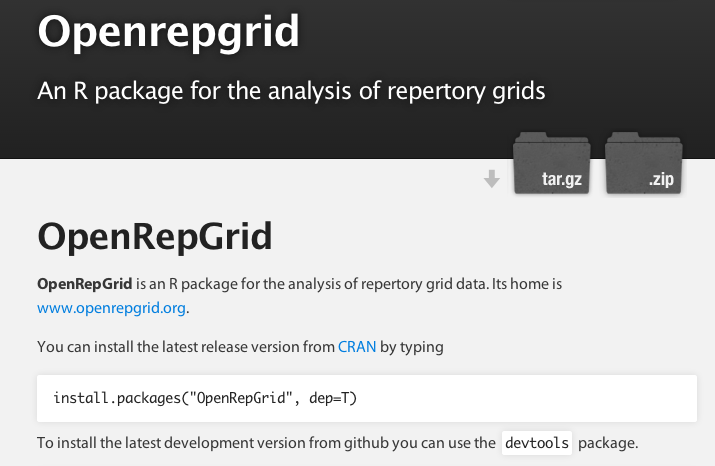 Openrepgrid
An R package for the analysis of repertory grids
tar.gz
.zip
OpenRepGrid
OpenRepGrid is an R package for the analysis of repertory grid data. Its home is
www.openrepgrid.org.
You can install the latest release version from CRAN by typing
install.packages("OpenRepGrid", dep=T)
To install the latest development version from github you can use the devtools package.